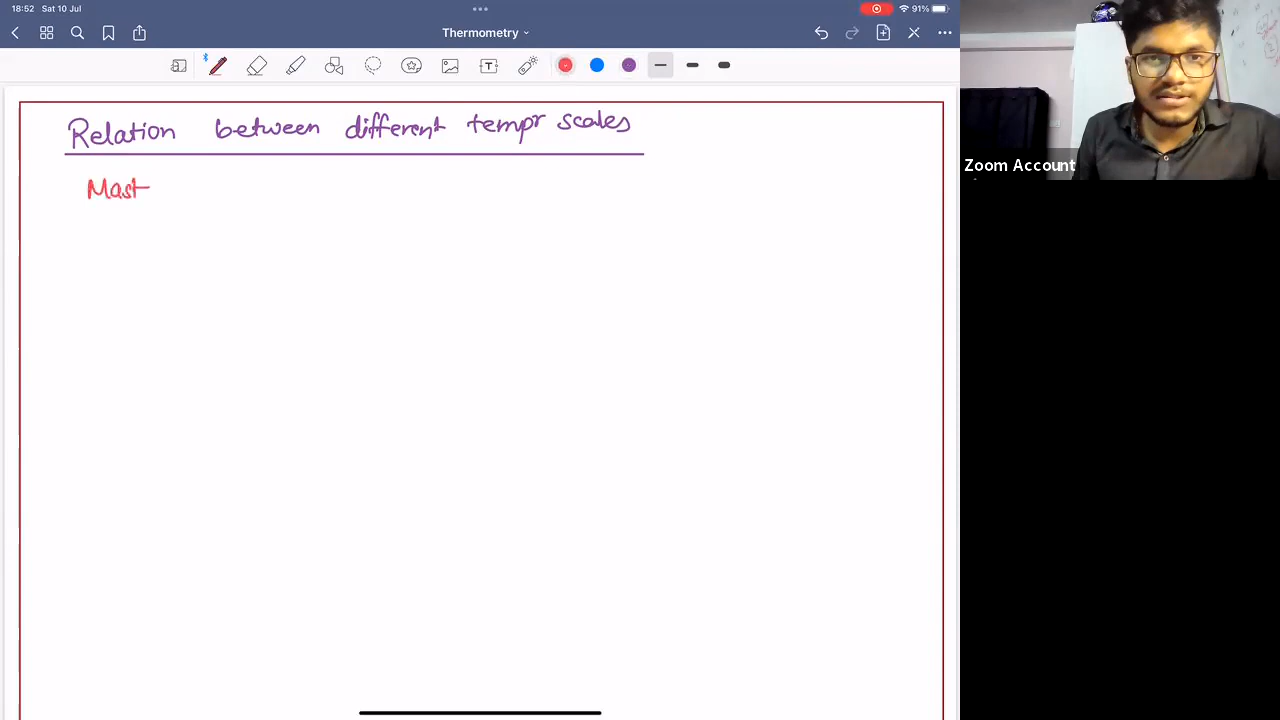 18:52 Sat 10 Jul
91%
Thermometry
T
Zoom Account
Relation between different tempr scales
Mast